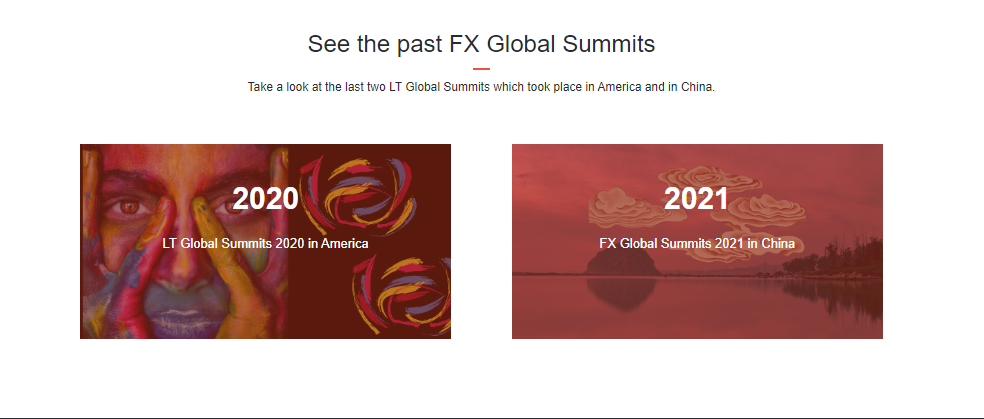 See the past FX Global Summits
Take a look at the last two LT Global Summits which took place in America and in China.
2020
LT Global Summits 2020 in America
2021
FX Global Summits 2021 in China